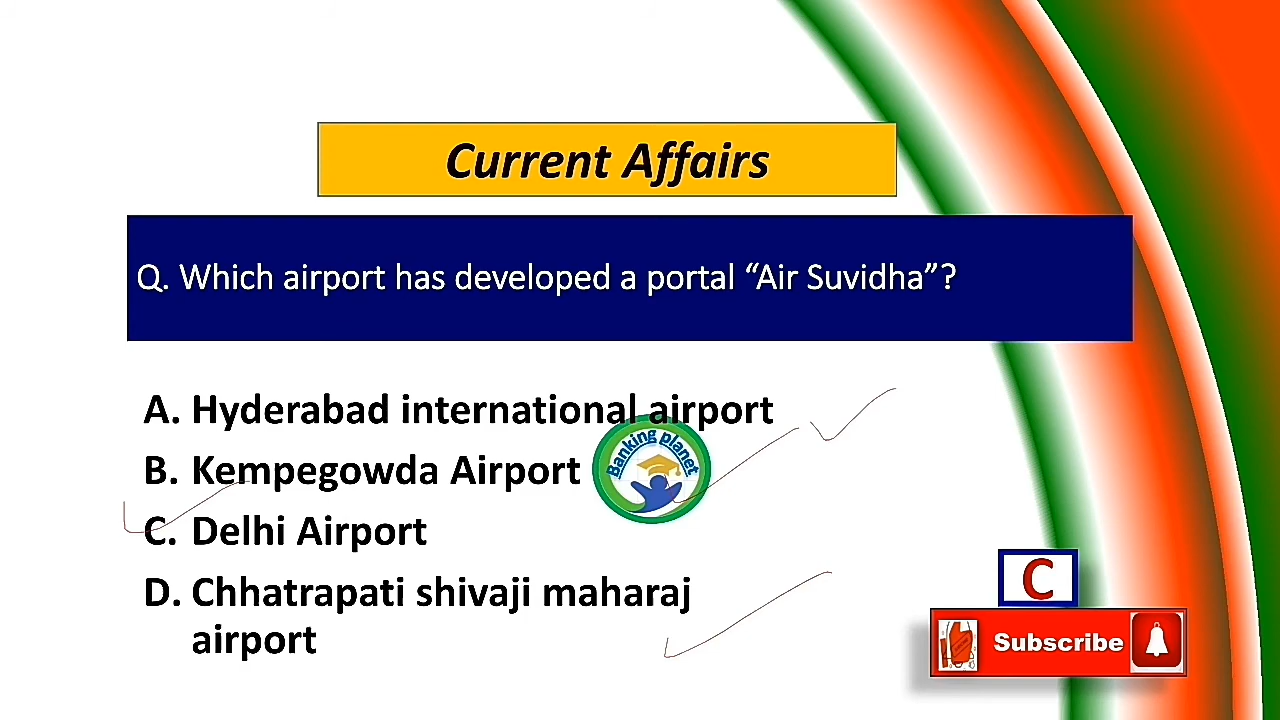 Current Affairs
Q. Which airport has developed a portal “Air Suvidha”?
A. Hyderabad international airport
B. Kempegowda Airport
Banking planet
C. Delhi Airport
D. Chhatrapati shivaji maharaj
airport
C
Subscribe